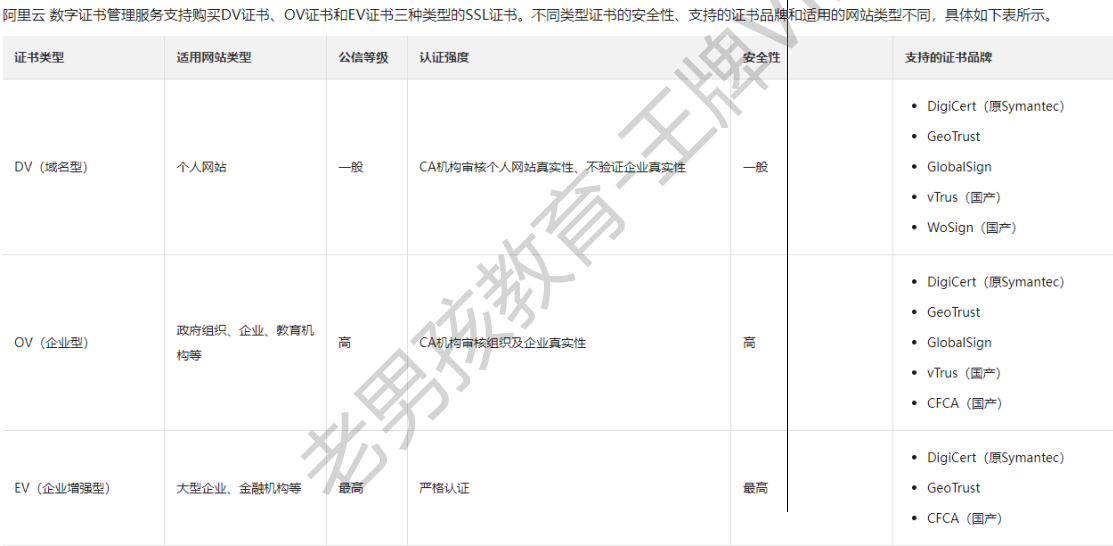 阿里云 数字证书管理服务支持购买DV证书、OV证书和EV证书三种类型的SSL证书。不同类型证书的安全性、支持的证书品牌和适用的网站类型不同，具体如下表所示。
证书类型 适用网站类型 公信等级 认证强度 安全性 支持的证书品牌
DV（域名型） 个人网站 一般 CA机构审核个人网站真实性、不验证企业真实性 一般
DigiCert（原Symantec）
GeoTrust
GlobalSign
vTrus（国产）
WoSign（国产）
OV（企业型） 政府组织、企业、教育机
构等 高 CA机构审核组织及企业真实性 高
DigiCert（原Symantec）
GeoTrust
GlobalSign
vTrus（国产）
CFCA（国产）
EV（企业增强型） 大型企业、金融机构等 最高 严格认证 最高
DigiCert（原Symantec）
GeoTrust
CFCA（国产）
老男孩教育-王牌